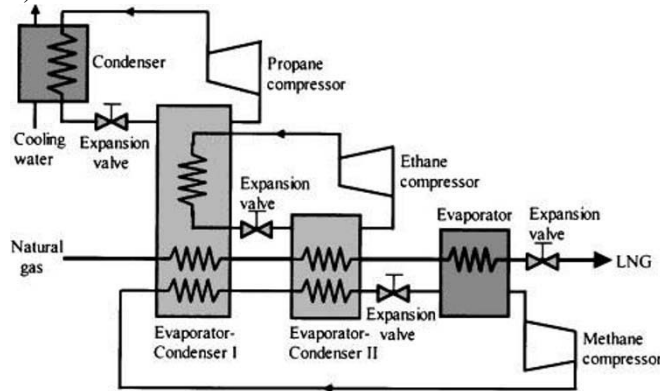 Condenser
Propane
compressor
Cooling
water
Expansion
valve
Ethane
compressor
Expansion
valve
Evaporator
Expansion
valve
Natural
gas
LNG
Evaporator-
Condenser I
Evaporator-
Condenser II
Expansion
valve
Methane
compressor